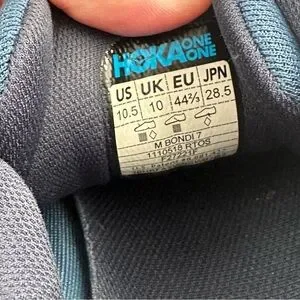 HOKA ONE ONE
US UK EU JPN
10.5 10 44⅔ 28.5
M BONDI 7
1110518 RTOS